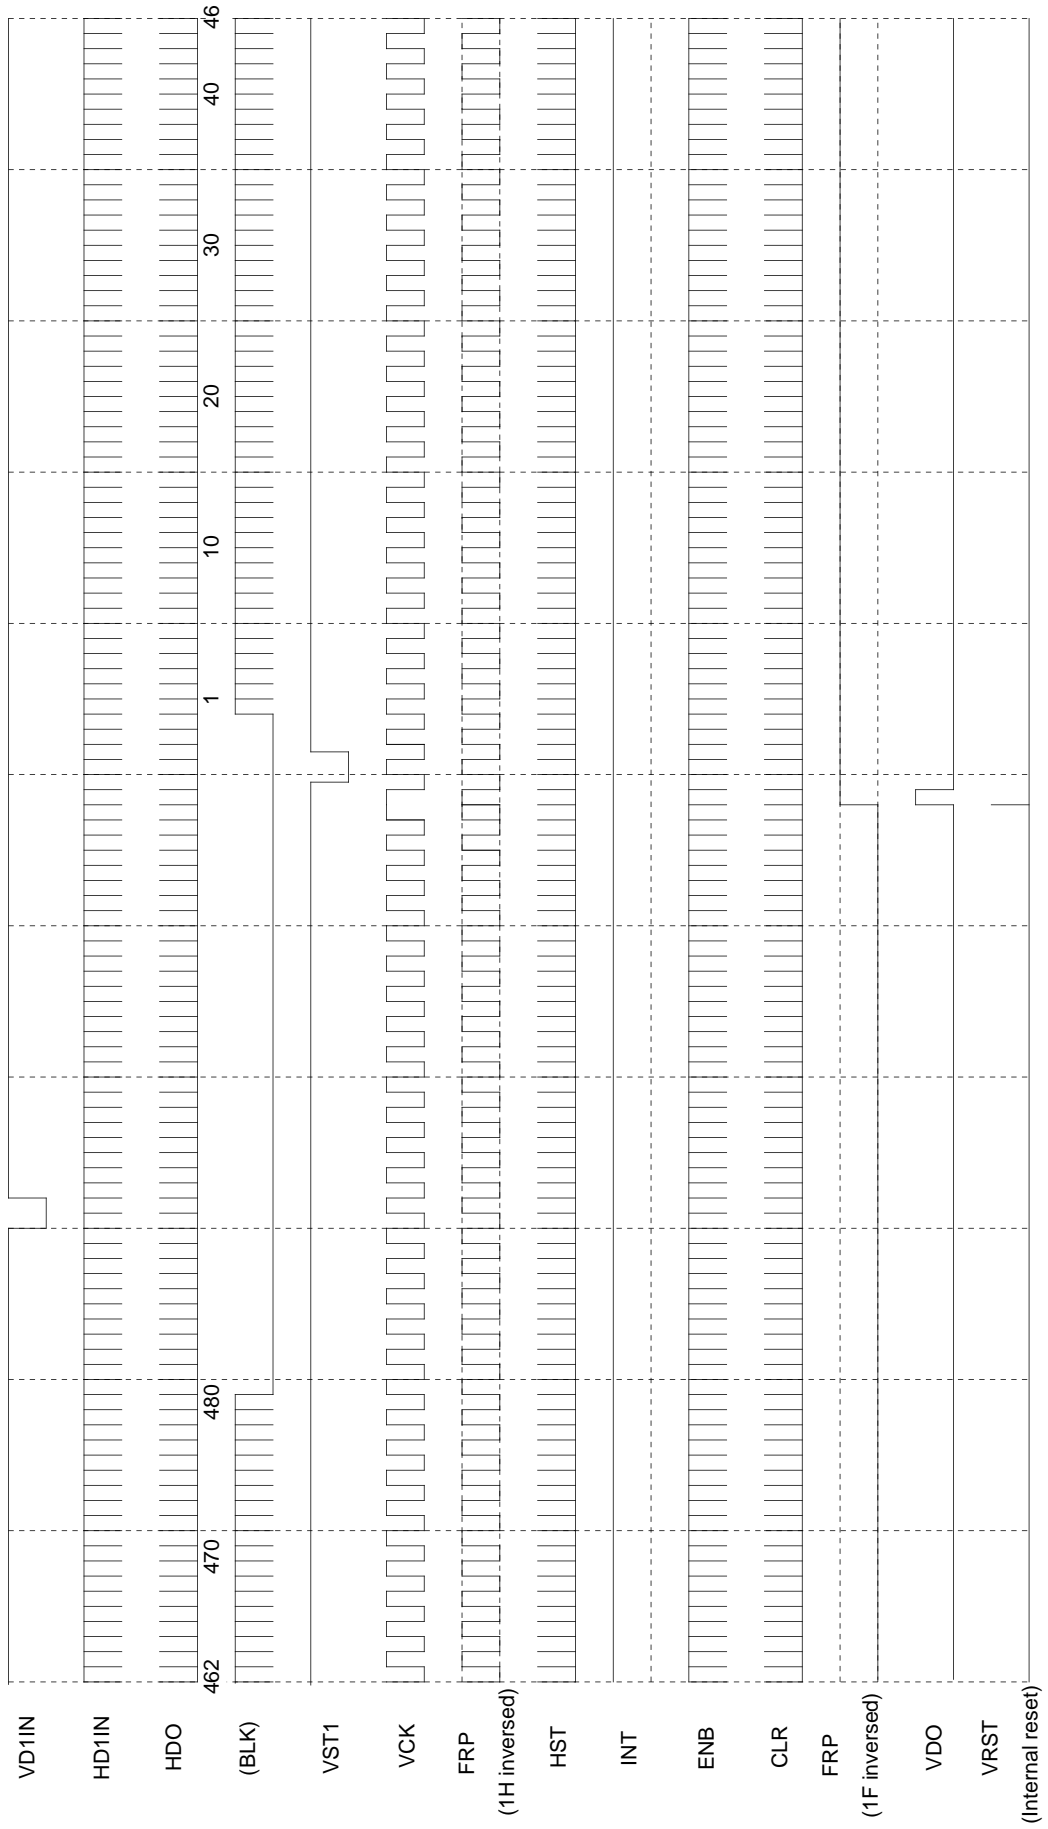 VD1IN
HD1IN
HDO
462
470
480
1
10
20
30
40
46
(BLK)
VST1
VCK
FRP
(1H inversed)
HST
INT
ENB
CLR
FRP
(1F inversed)
VDO
VRST
(Internal reset)